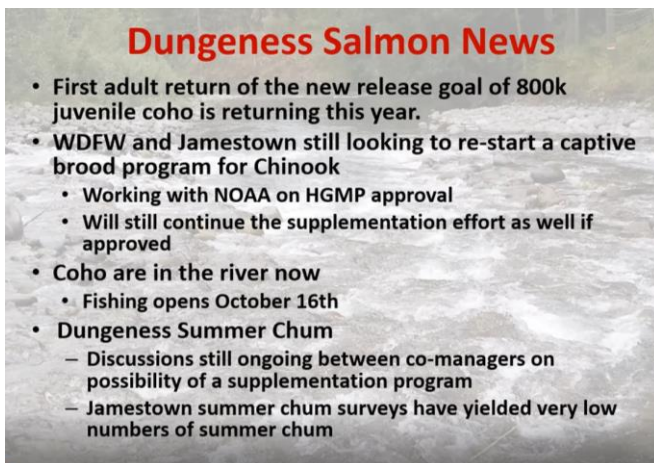 Dungeness Salmon News
• First adult return of the new release goal of 800k
juvenile coho is returning this year.
• WDFW and Jamestown still looking to re-start a captive
brood program for Chinook
• Working with NOAA on HGMP approval
• Will still continue the supplementation effort as well if
approved
• Coho are in the river now
• Fishing opens October 16th
• Dungeness Summer Chum
– Discussions still ongoing between co-managers on
possibility of a supplementation program
– Jamestown summer chum surveys have yielded very low
numbers of summer chum